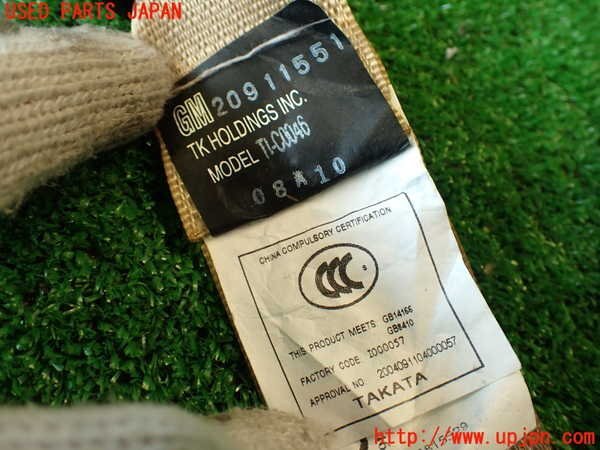 USED PARTS JAPAN
GM 20911551
TK HOLDINGS INC.
MODEL TI-C0046
08A10
CHINA COMPULSORY CERTIFICATION
CCC S
THIS PRODUCT MEETS GB14166
GB8410
FACTORY CODE I000057
APPROVAL NO 2004091104000057
TAKATA
http://www.upjpn.com/